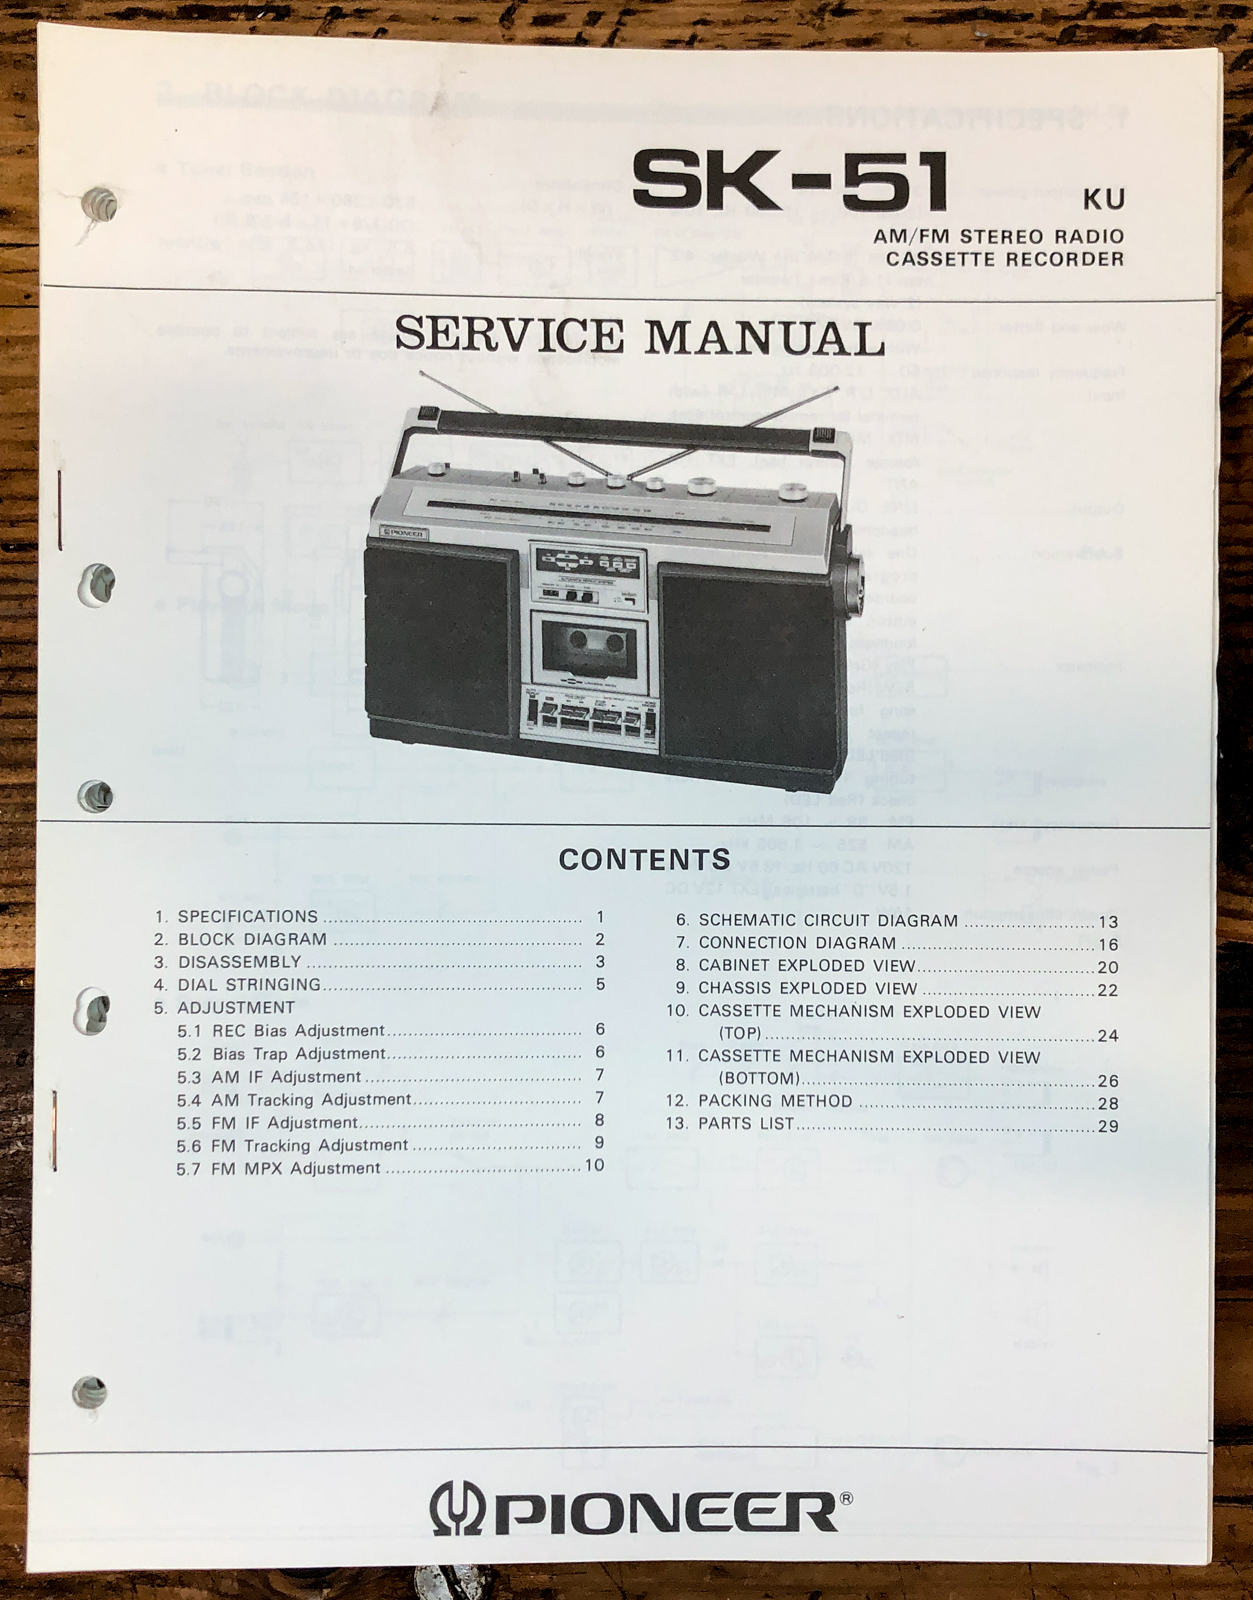 SK-51 KU
AM/FM STEREO RADIO
CASSETTE RECORDER
SERVICE MANUAL
PIONEER
CONTENTS
1. SPECIFICATIONS ........................................ 1
2. BLOCK DIAGRAM ........................................ 2
3. DISASSEMBLY ........................................ 3
4. DIAL STRINGING ........................................ 5
5. ADJUSTMENT
5.1 REC Bias Adjustment ........................................ 6
5.2 Bias Trap Adjustment ........................................ 6
5.3 AM IF Adjustment ........................................ 7
5.4 AM Tracking Adjustment ........................................ 7
5.5 FM IF Adjustment ........................................ 8
5.6 FM Tracking Adjustment ........................................ 9
5.7 FM MPX Adjustment ........................................ 10
6. SCHEMATIC CIRCUIT DIAGRAM ........................................ 13
7. CONNECTION DIAGRAM ........................................ 16
8. CABINET EXPLODED VIEW ........................................ 20
9. CHASSIS EXPLODED VIEW ........................................ 22
10. CASSETTE MECHANISM EXPLODED VIEW
(TOP) ........................................ 24
11. CASSETTE MECHANISM EXPLODED VIEW
(BOTTOM) ........................................ 26
12. PACKING METHOD ........................................ 28
13. PARTS LIST ........................................ 29
PIONEER®